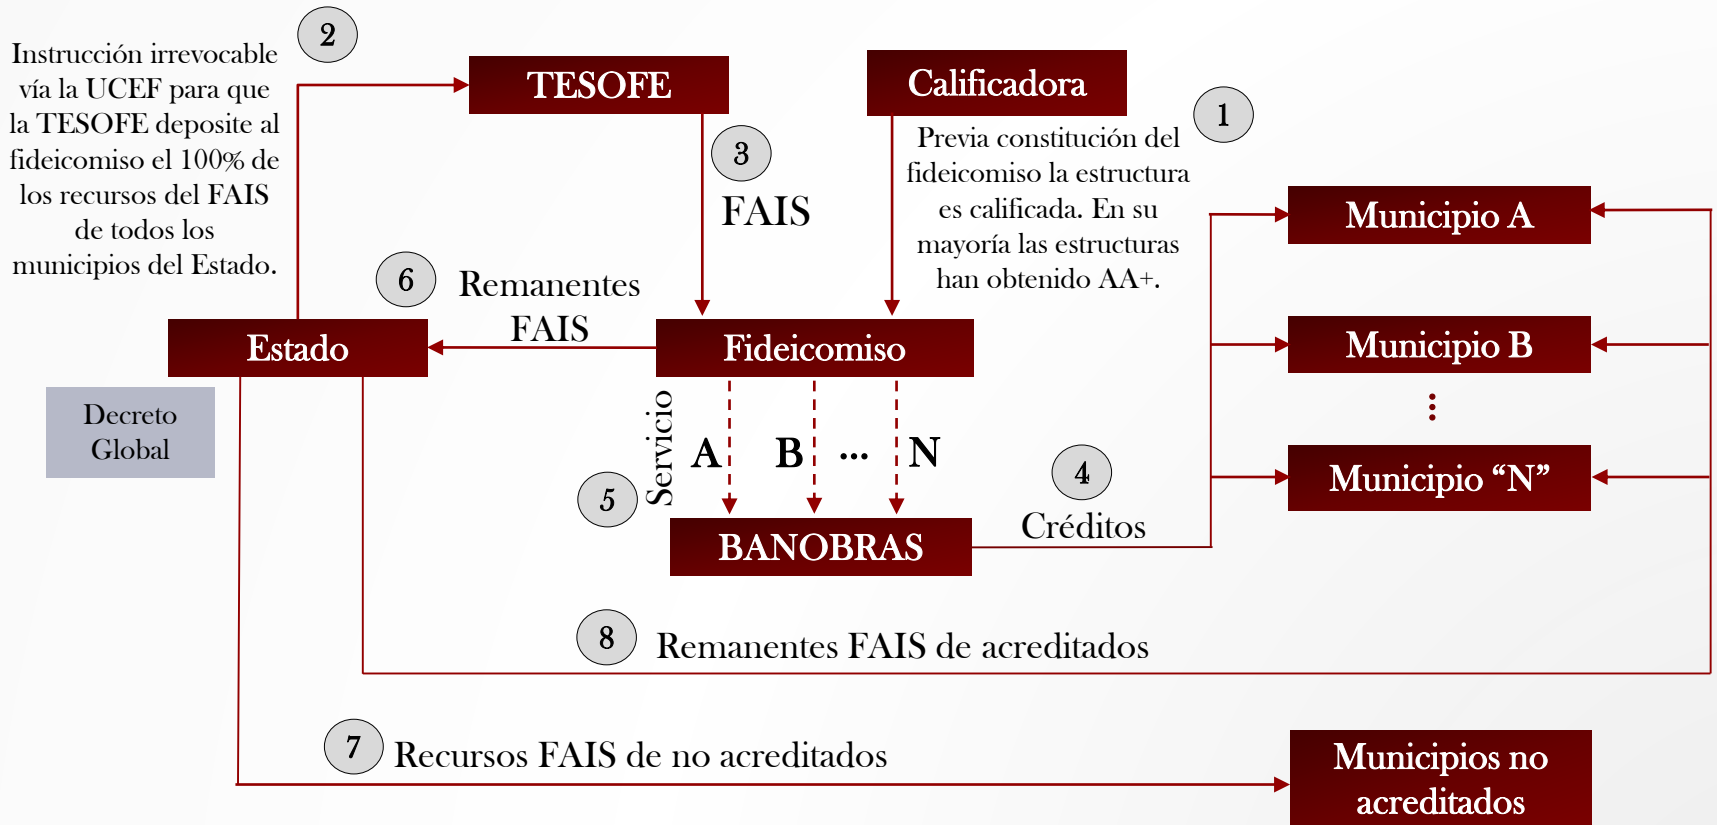 2
Instrucción irrevocable
vía la UCEF para que
la TESOFE deposite al
fideicomiso el 100% de
los recursos del FAIS
de todos los
municipios del Estado.
TESOFE
Calificadora
1
Previa constitución del
fideicomiso la estructura
es calificada. En su
mayoría las estructuras
han obtenido AA+.
3
FAIS
6
Remanentes
FAIS
Estado
Decreto
Global
Fideicomiso
Servicio
A
B
...
N
5
BANOBRAS
4
Créditos
Municipio A
Municipio B
⋮
Municipio “N”
8
Remanentes FAIS de acreditados
7
Recursos FAIS de no acreditados
Municipios no
acreditados